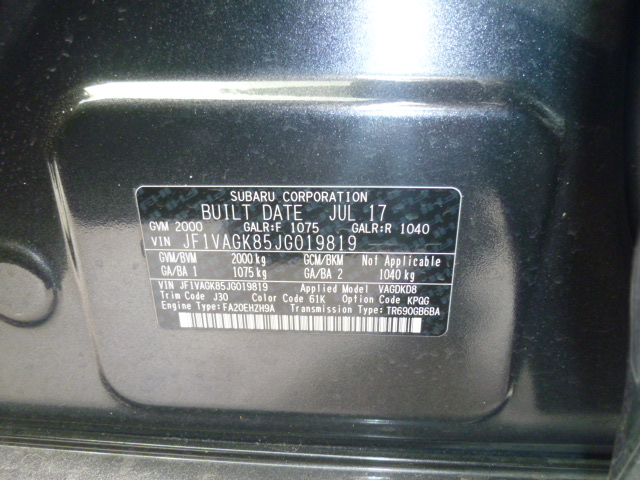 SUBARU CORPORATION
BUILT DATE JUL 17
GVM 2000 GALR:F 1075 GALR:R 1040
VIN JF1VAGK85JG019819
GVM/BVM 2000 kg GCM/BKM Not Applicable
GA/BA 1 1075 kg GA/BA 2 1040 kg
VIN JF1VAGK85JG019819 Applied Model VAGDKD8
Trim Code J30 Color Code 61K Option Code KPQG
Engine Type: FA20EHZH9A Transmission Type: TR690GB6BA